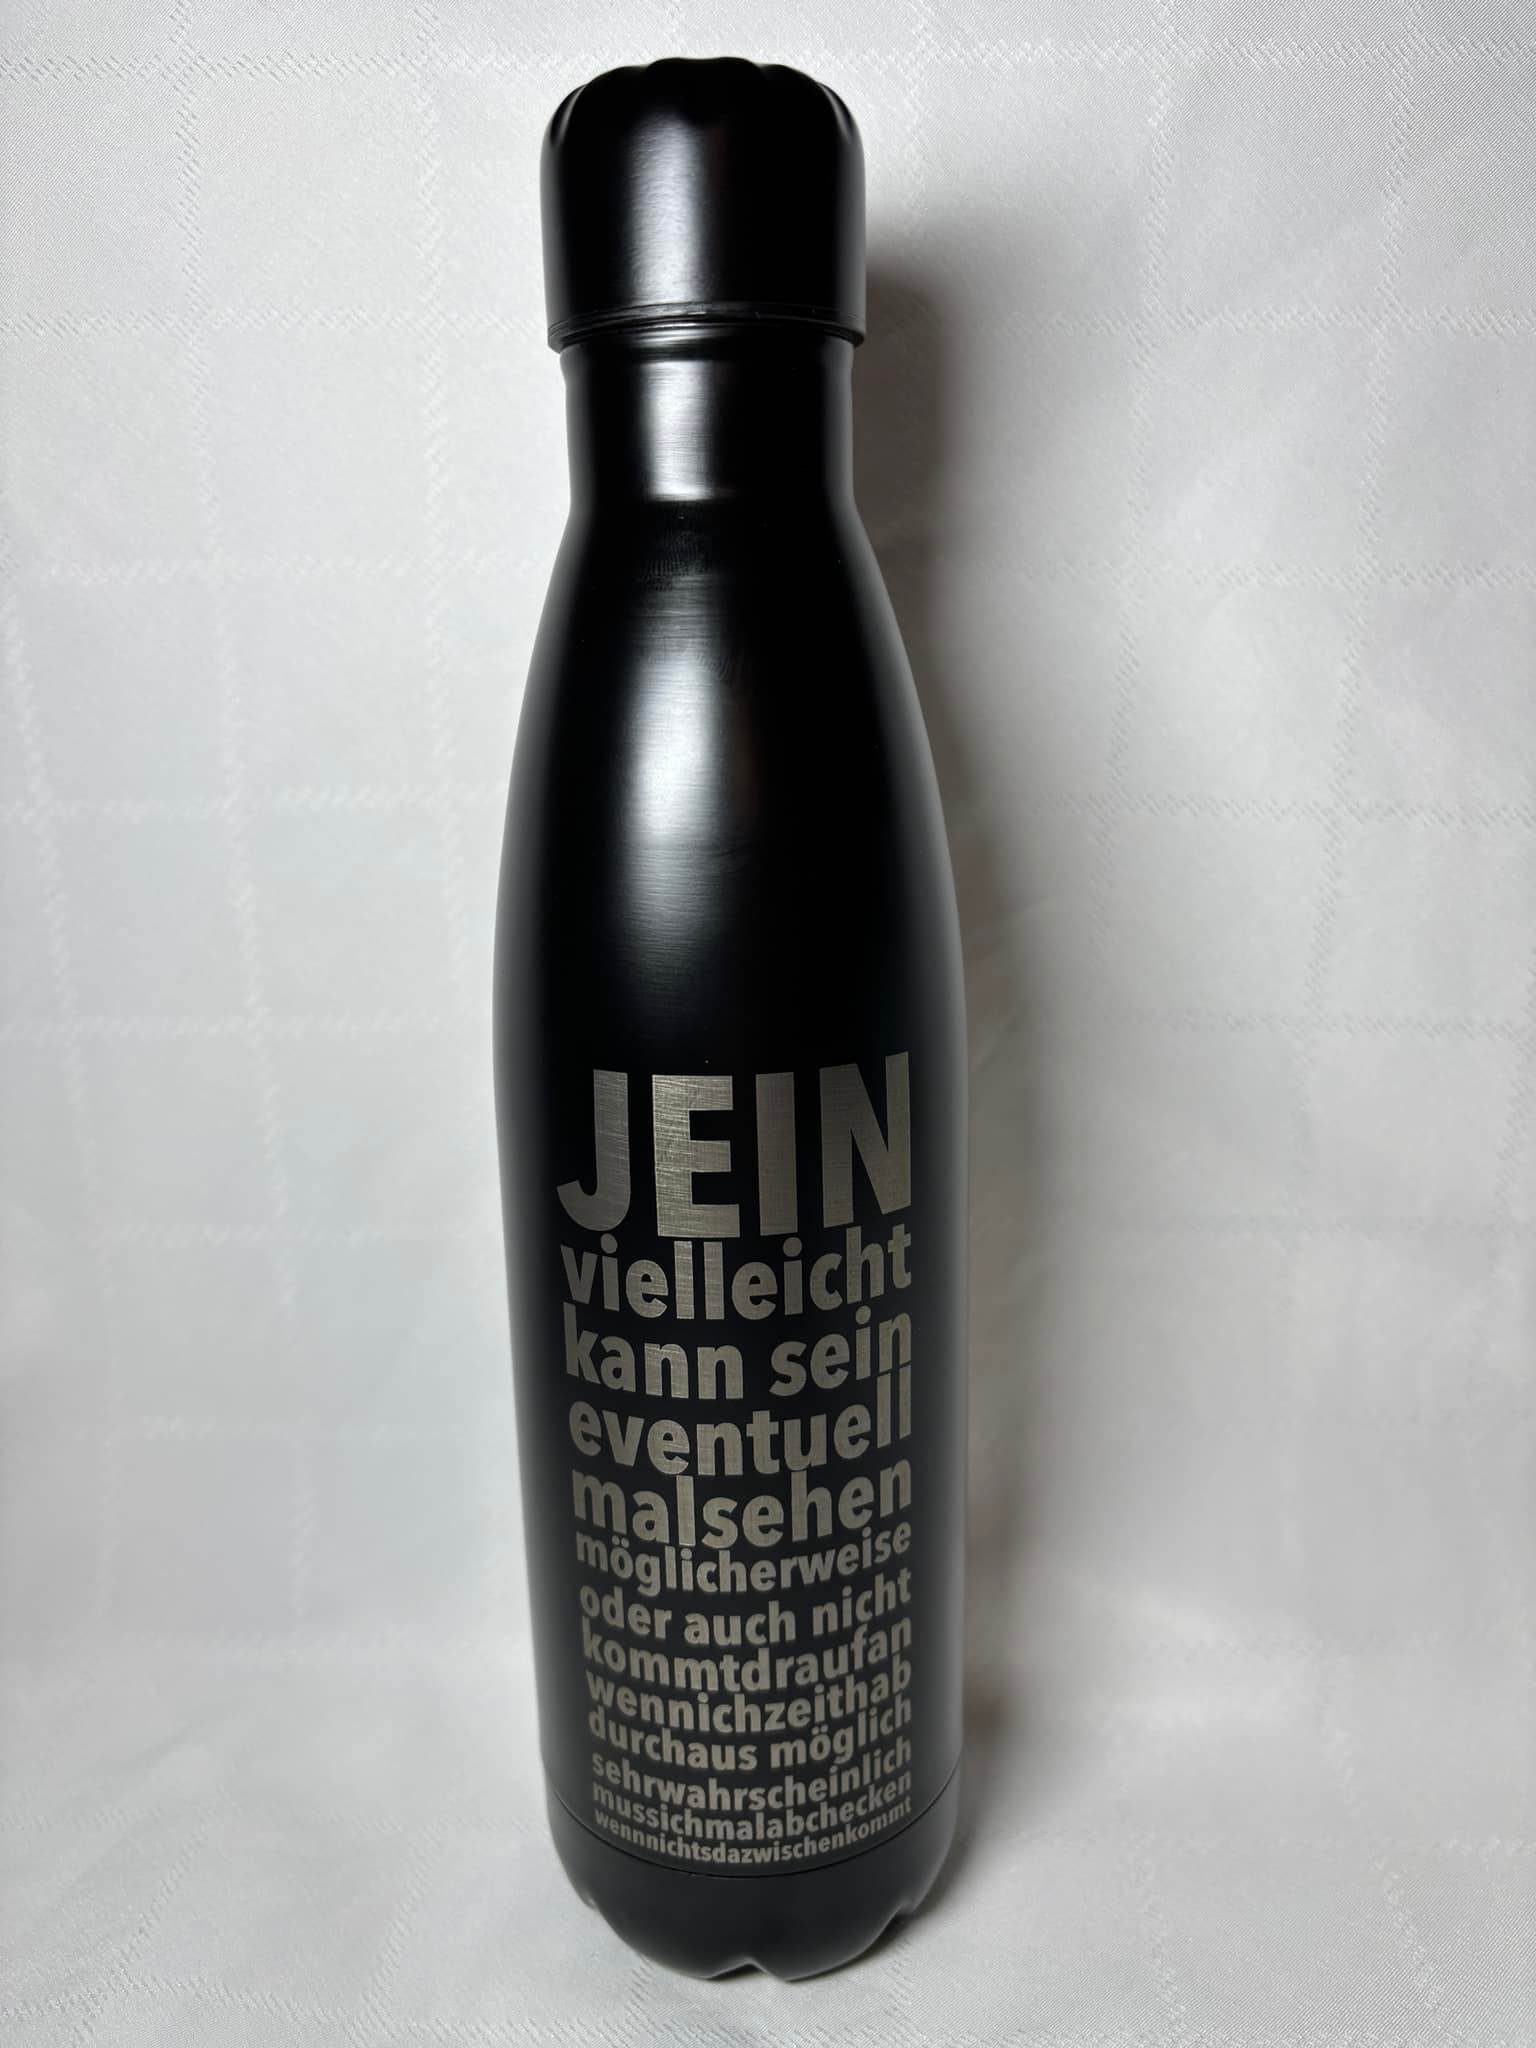 JEIN
vielleicht
kann sein
eventuell
malsehen
möglicherweise
oder auch nicht
kommtdraufan
wennichzeithab
durchaus möglich
sehrwahrscheinlich
mussichmalabchecken
wennnichtsdazwischenkommt